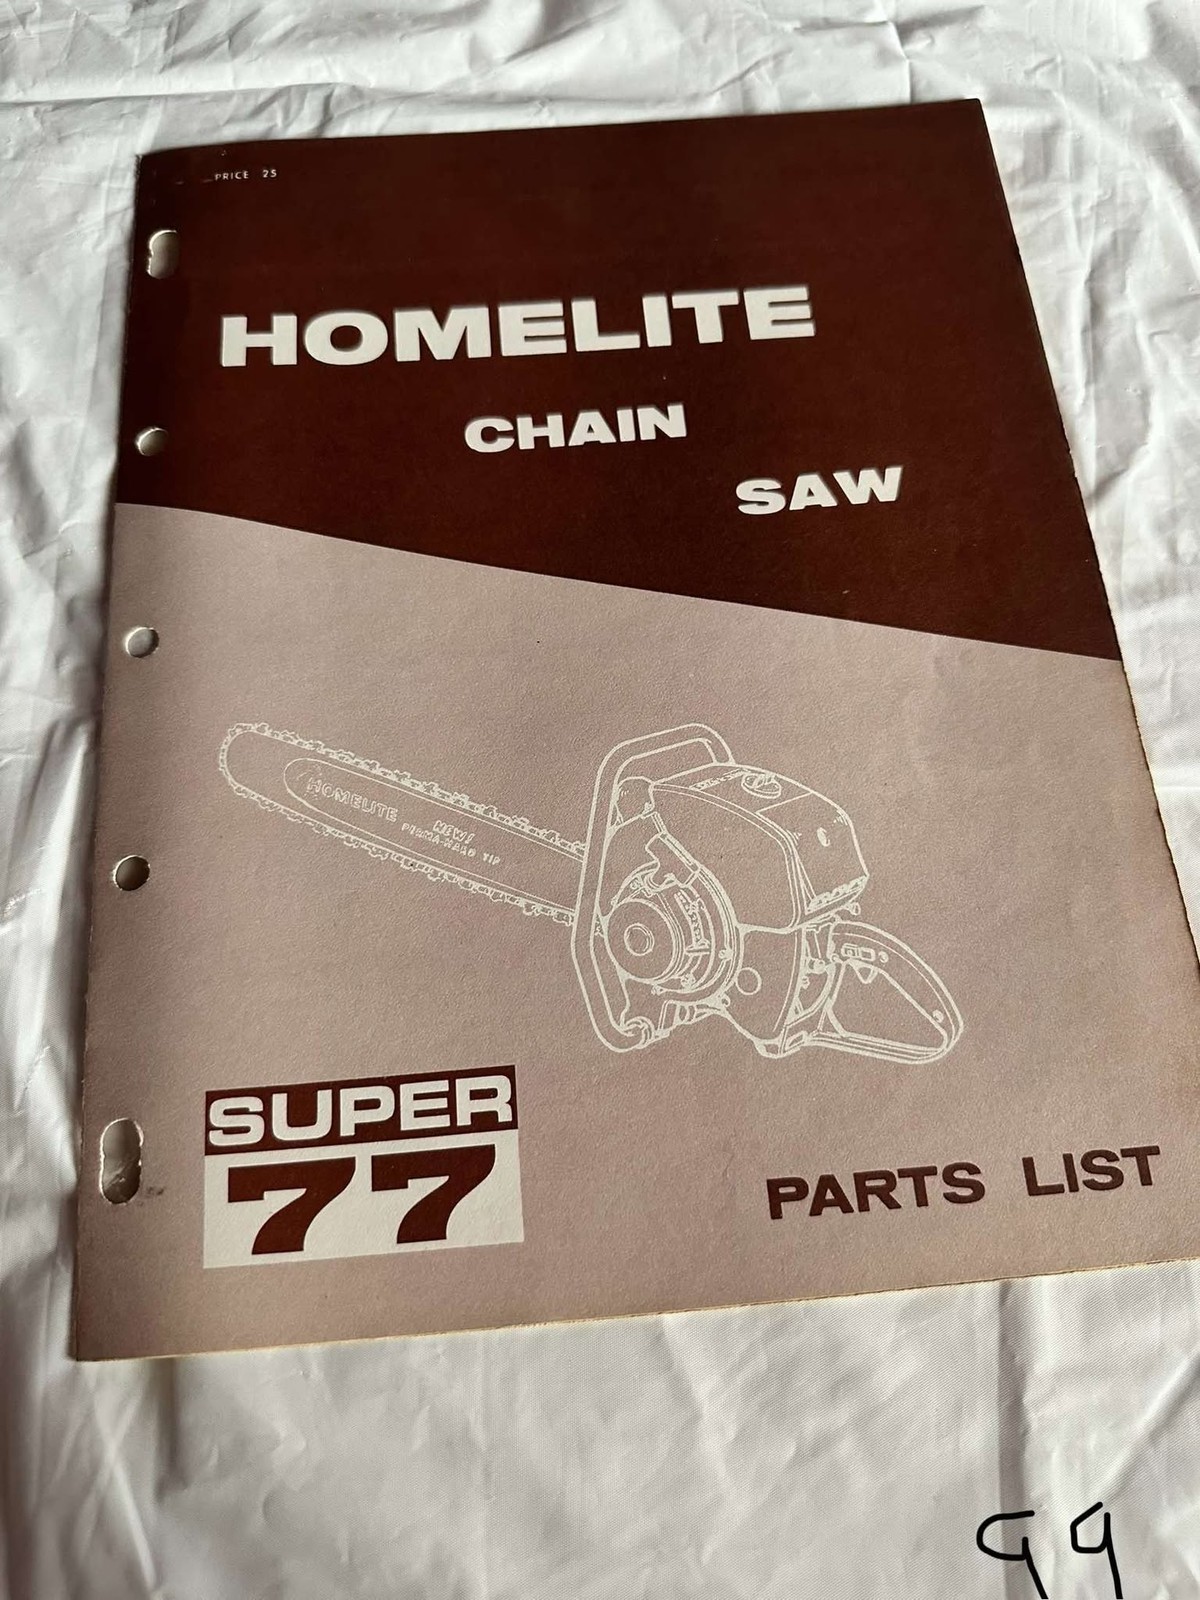 PRICE 25
HOMELITE
CHAIN
SAW
HOMELITE
NEW!
PERMA-HARD TIP
SUPER
77
PARTS LIST
99